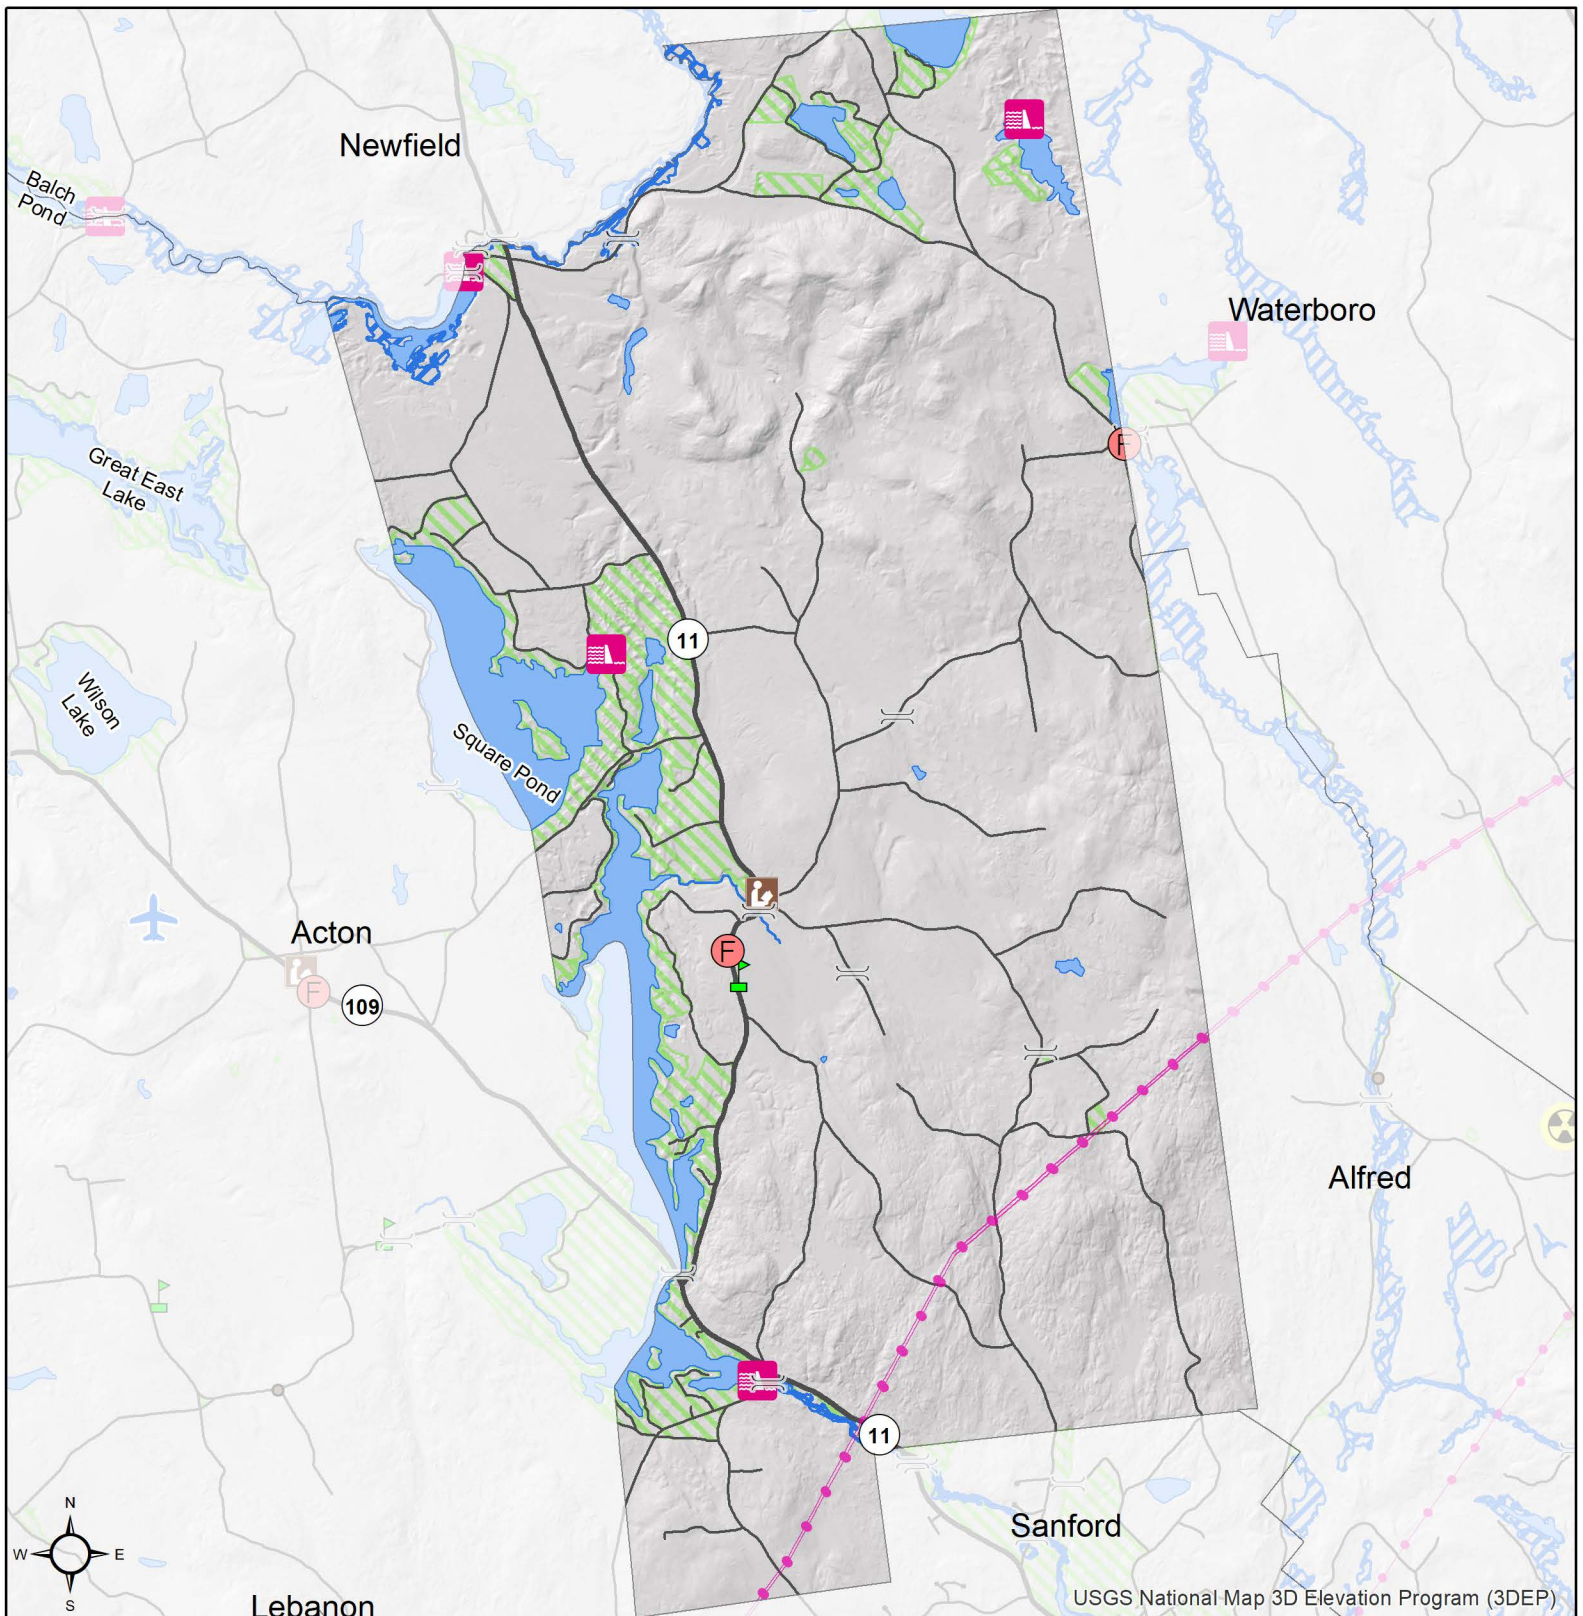 Newfield
Balch
Pond
Waterboro
Great East
Lake
F
11
Wilson
Lake
Square Pond
Acton
F
F
109
Alfred
11
Sanford
N
W
E
S
Lebanon
USGS National Map 3D Elevation Program (3DEP)